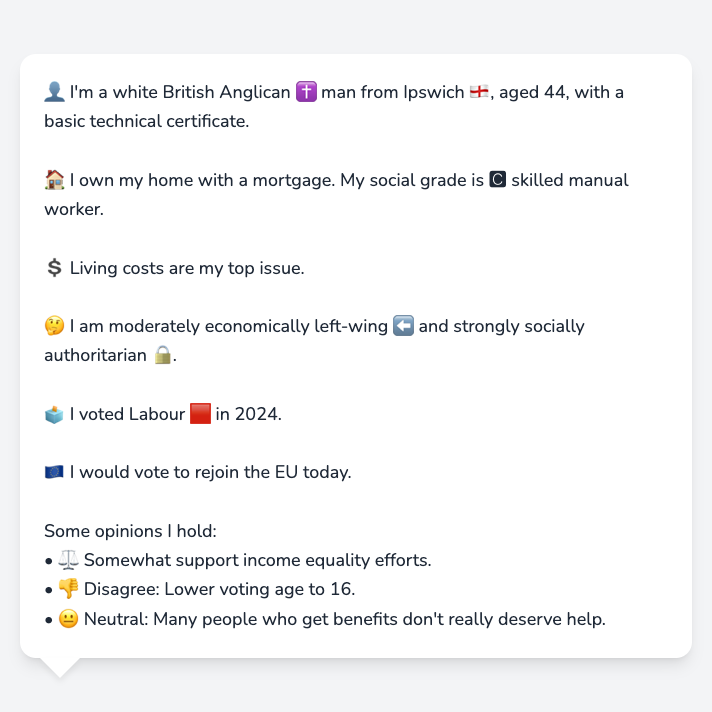 👤 I'm a white British Anglican ✝️ man from Ipswich 🏴󠁧󠁢󠁥󠁮󠁧󠁿, aged 44, with a
basic technical certificate.
🏠 I own my home with a mortgage. My social grade is 🅲 skilled manual
worker.
💲 Living costs are my top issue.
🤔 I am moderately economically left-wing ⬅️ and strongly socially
authoritarian 🔒.
🗳️ I voted Labour 🟥 in 2024.
🇪🇺 I would vote to rejoin the EU today.
Some opinions I hold:
• ⚖️ Somewhat support income equality efforts.
• 👎 Disagree: Lower voting age to 16.
• 😐 Neutral: Many people who get benefits don't really deserve help.